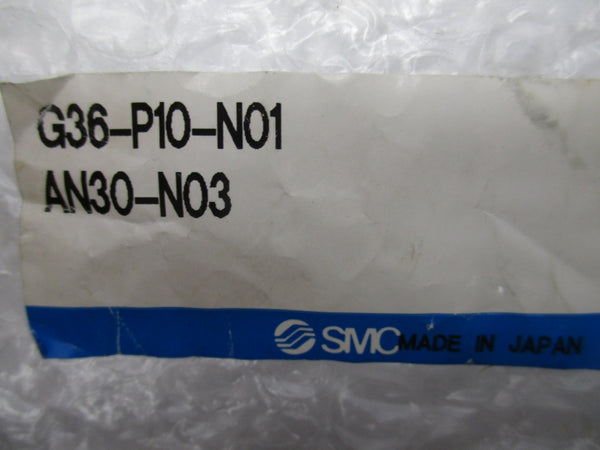 G36-P10-N01
AN30-N03
SMC MADE IN JAPAN